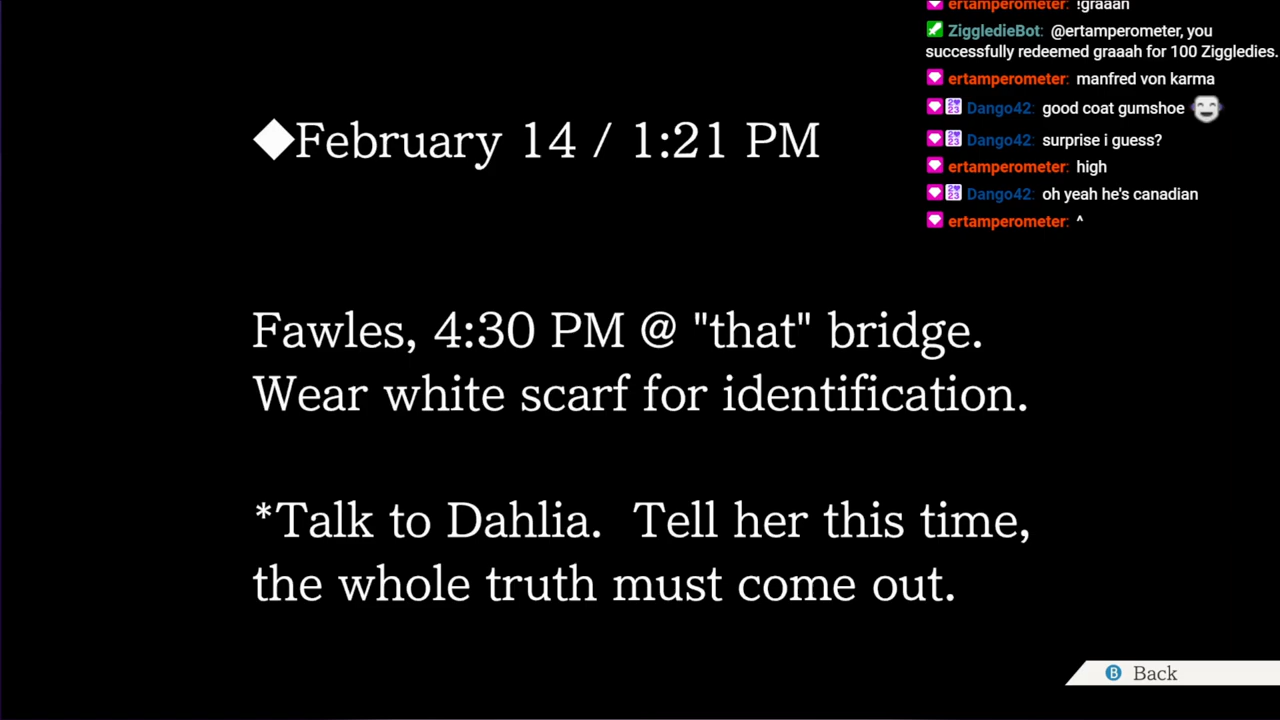 ertamperometer: !graaah
ZiggledieBot: @ertamperometer, you
successfully redeemed graaah for 100 Ziggledies.
ertamperometer: manfred von karma
Dango42: good coat gumshoe
Dango42: surprise i guess?
ertamperometer: high
Dango42: oh yeah he's canadian
ertamperometer: ^
◆February 14 / 1:21 PM
Fawles, 4:30 PM @ "that" bridge.
Wear white scarf for identification.
*Talk to Dahlia. Tell her this time,
the whole truth must come out.
B Back